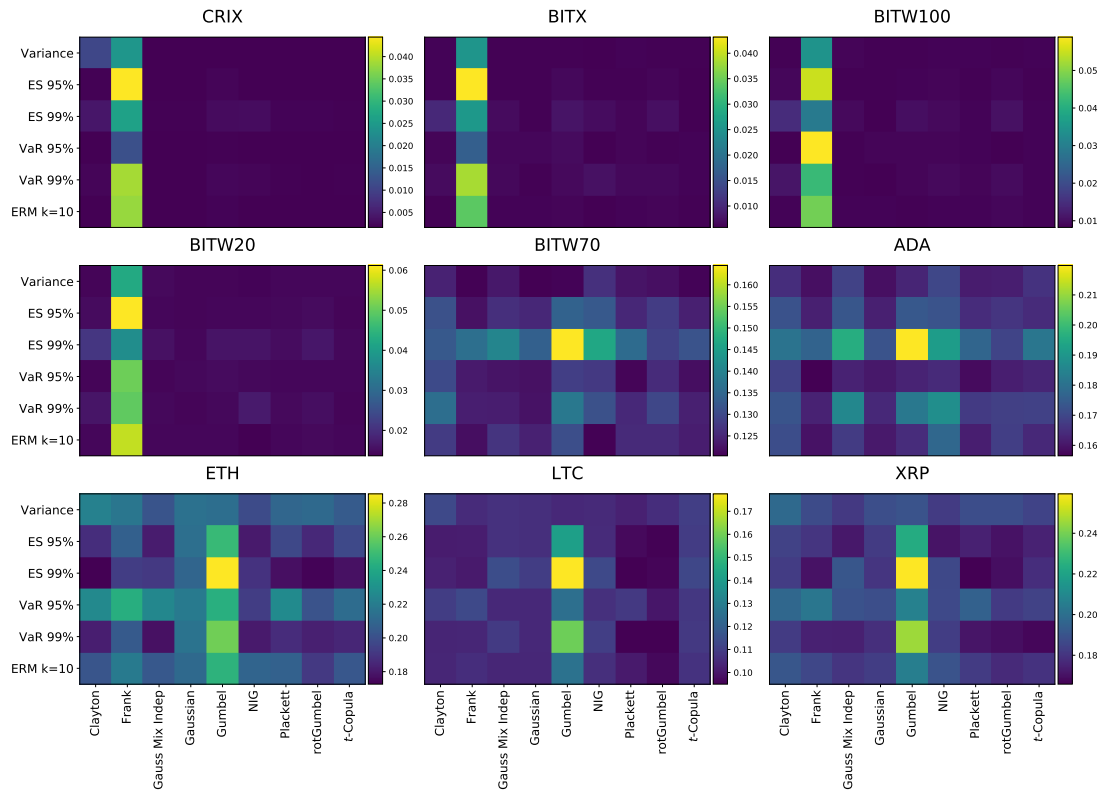 CRIX
BITX
BITW100
Variance
ES 95%
ES 99%
VaR 95%
VaR 99%
ERM k=10
0.040
0.035
0.030
0.025
0.020
0.015
0.010
0.005
0.040
0.035
0.030
0.025
0.020
0.015
0.010
0.05
0.04
0.03
0.02
0.01
BITW20
BITW70
ADA
Variance
ES 95%
ES 99%
VaR 95%
VaR 99%
ERM k=10
0.06
0.05
0.04
0.03
0.02
0.160
0.155
0.150
0.145
0.140
0.135
0.130
0.125
0.21
0.20
0.19
0.18
0.17
0.16
ETH
LTC
XRP
Variance
ES 95%
ES 99%
VaR 95%
VaR 99%
ERM k=10
0.28
0.26
0.24
0.22
0.20
0.18
0.17
0.16
0.15
0.14
0.13
0.12
0.11
0.10
0.24
0.22
0.20
0.18
Clayton
Frank
Gauss Mix Indep
Gaussian
Gumbel
NIG
Plackett
rotGumbel
t-Copula
Clayton
Frank
Gauss Mix Indep
Gaussian
Gumbel
NIG
Plackett
rotGumbel
t-Copula
Clayton
Frank
Gauss Mix Indep
Gaussian
Gumbel
NIG
Plackett
rotGumbel
t-Copula